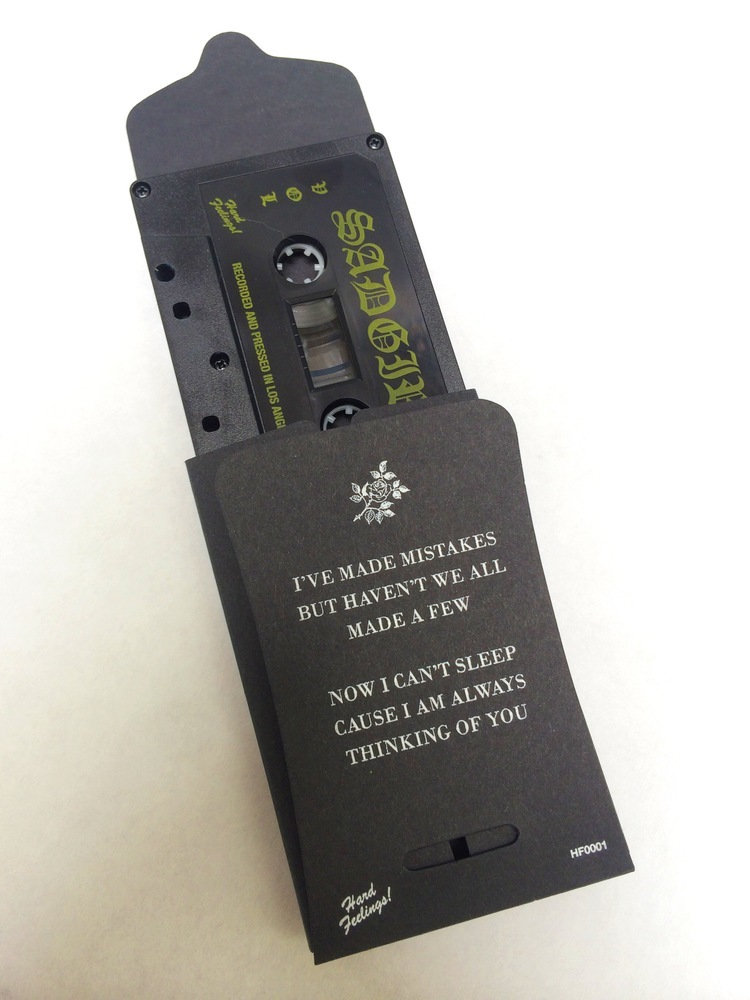 VOL
Hard
Feelings!
RECORDED AND PRESSED IN LOS
I'VE MADE MISTAKES
BUT HAVEN'T WE ALL
MADE A FEW
NOW I CAN'T SLEEP
CAUSE I AM ALWAYS
THINKING OF YOU
HF0001
Hard
Feelings!